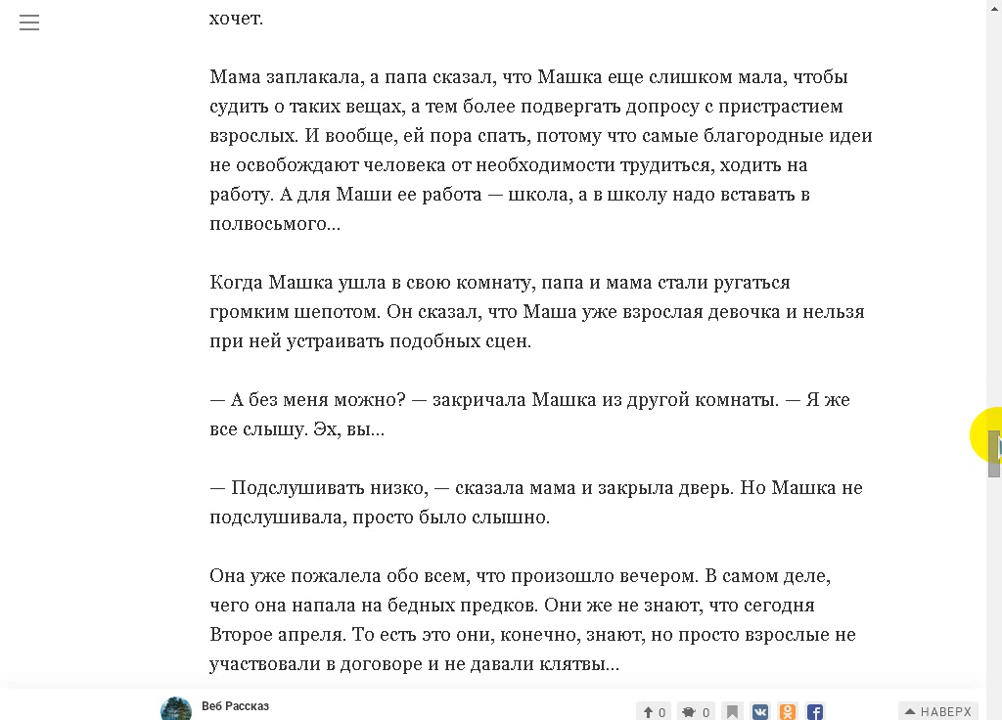 хочет.
Мама заплакала, а папа сказал, что Машка еще слишком мала, чтобы
судить о таких вещах, а тем более подвергать допросу с пристрастием
взрослых. И вообще, ей пора спать, потому что самые благородные идеи
не освобождают человека от необходимости трудиться, ходить на
работу. А для Маши ее работа — школа, а в школу надо вставать в
полвосьмого...
Когда Машка ушла в свою комнату, папа и мама стали ругаться
громким шепотом. Он сказал, что Маша уже взрослая девочка и нельзя
при ней устраивать подобных сцен.
— А без меня можно? — закричала Машка из другой комнаты. — Я же
все слышу. Эх, вы...
— Подслушивать низко, — сказала мама и закрыла дверь. Но Машка не
подслушивала, просто было слышно.
Она уже пожалела обо всем, что произошло вечером. В самом деле,
чего она напала на бедных предков. Они же не знают, что сегодня
Второе апреля. То есть это они, конечно, знают, но просто взрослые не
участвовали в договоре и не давали клятвы...
Веб Рассказ
0
0
НАВЕРХ